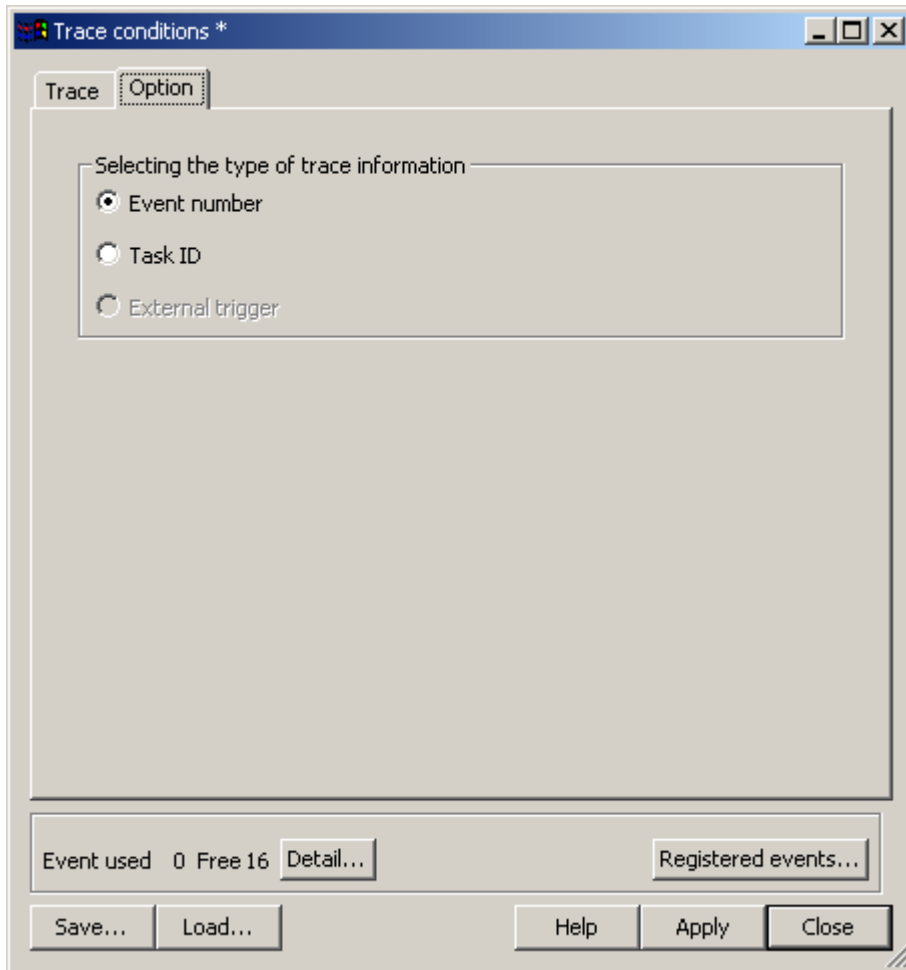 Trace conditions *
Trace Option
Selecting the type of trace information
Event number
Task ID
External trigger
Event used 0 Free 16 Detail... Registered events...
Save... Load... Help Apply Close